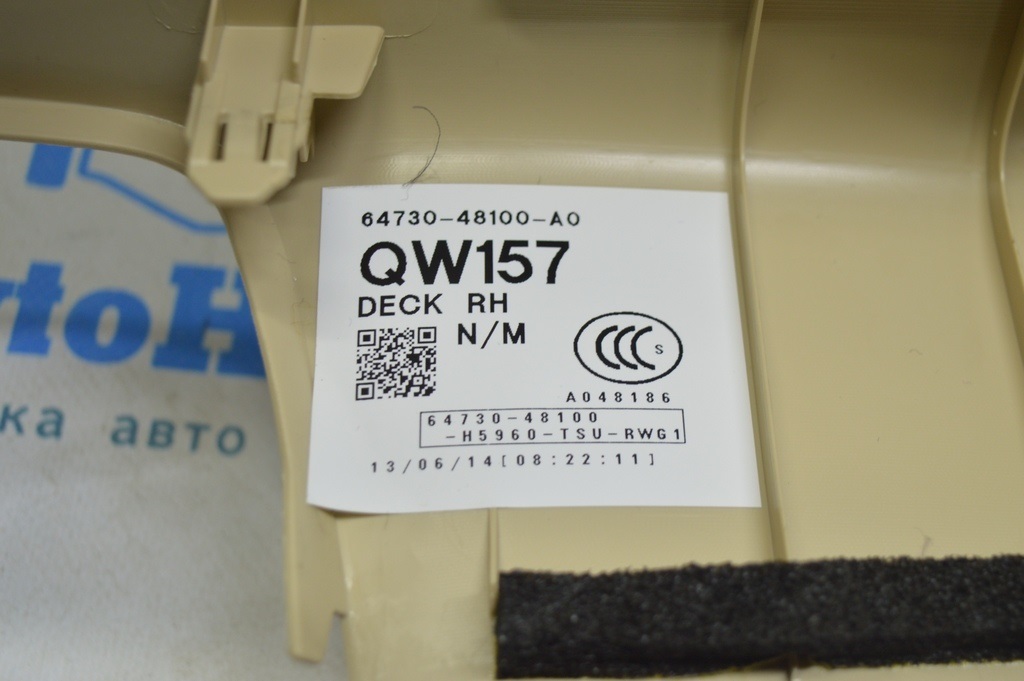 64730-48100-A0
QW157
DECK RH
N/M
CCC S
A048186
64730-48100
-H5960-TSU-RWG1
13/06/14[08:22:11]
авто